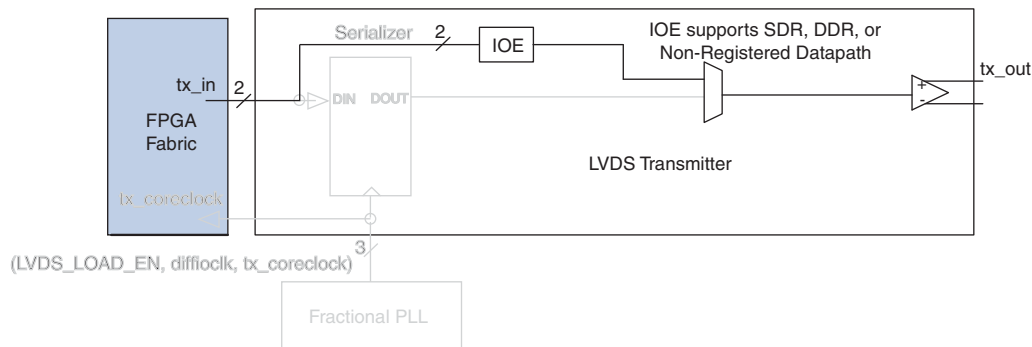 Serializer
2
IOE
IOE supports SDR, DDR, or
Non-Registered Datapath
tx_in
2
DIN
DOUT
+
-
tx_out
FPGA
Fabric
LVDS Transmitter
tx_coreclock
3
(LVDS_LOAD_EN, diffioclk, tx_coreclock)
Fractional PLL